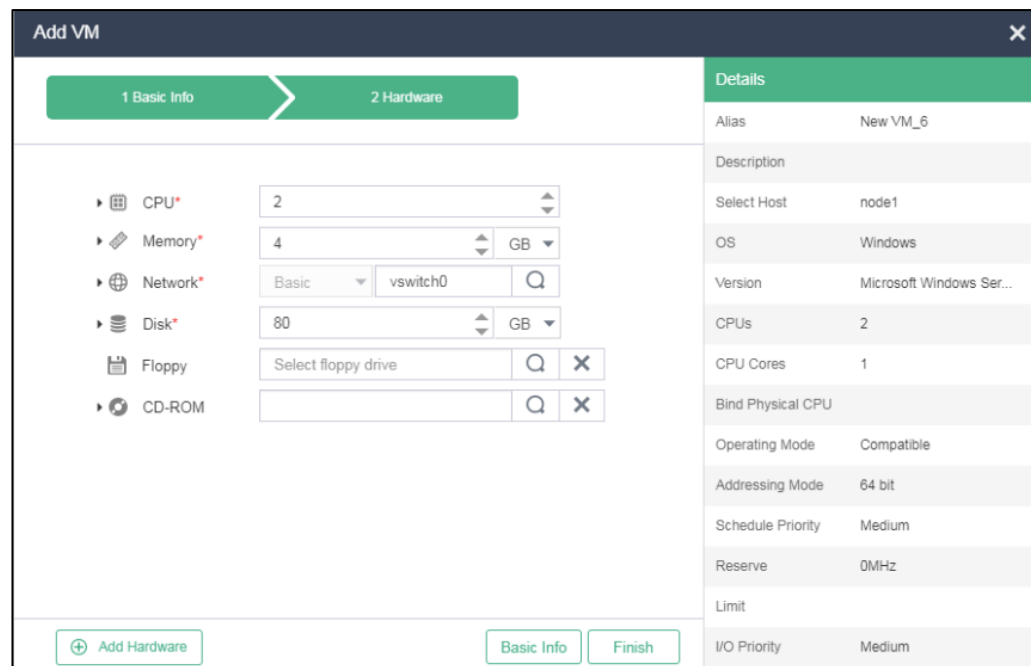 Add VM
1 Basic Info
2 Hardware
CPU*
2
Memory*
4
GB
Network*
Basic
vswitch0
Disk*
80
GB
Floppy
Select floppy drive
CD-ROM
Add Hardware
Basic Info
Finish
Details
Alias New VM_6
Description
Select Host node1
OS Windows
Version Microsoft Windows Ser...
CPUs 2
CPU Cores 1
Bind Physical CPU
Operating Mode Compatible
Addressing Mode 64 bit
Schedule Priority Medium
Reserve 0MHz
Limit
I/O Priority Medium